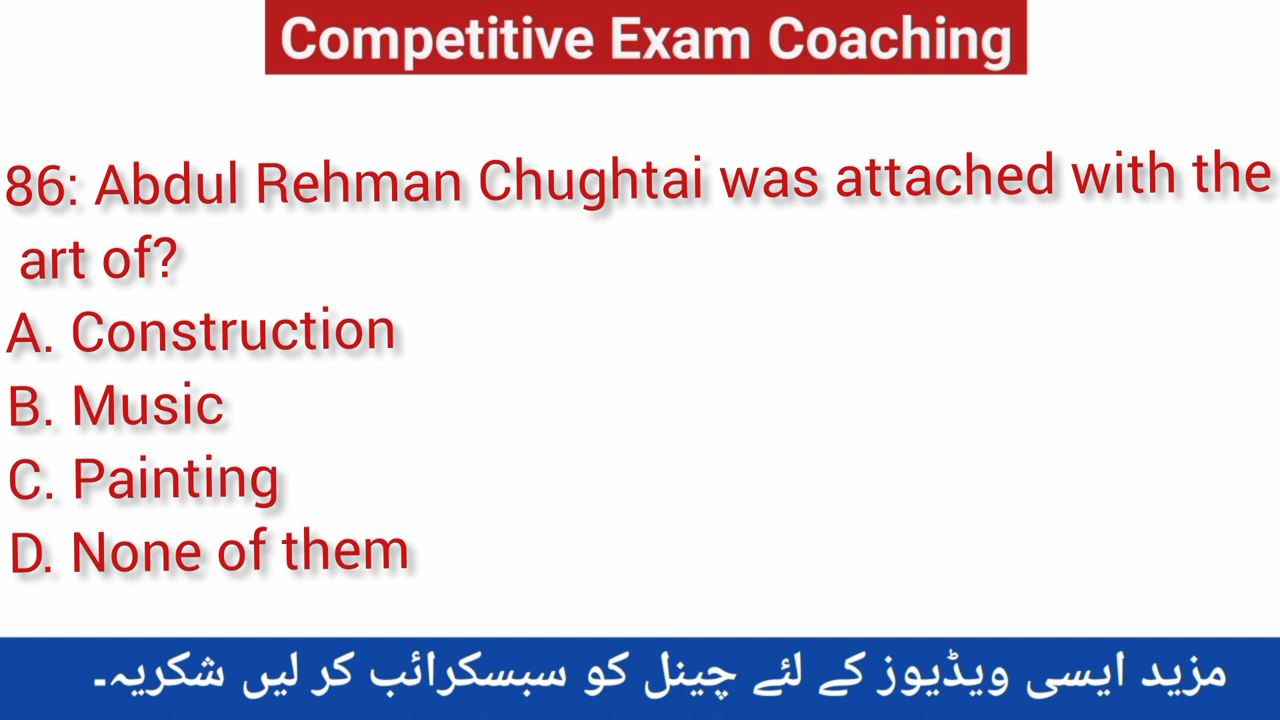 Competitive Exam Coaching
86: Abdul Rehman Chughtai was attached with the
art of?
A. Construction
B. Music
C. Painting
D. None of them
مزید ایسی ویڈیوز کے لئے چینل کو سبسکرائب کر لیں شکریہ۔